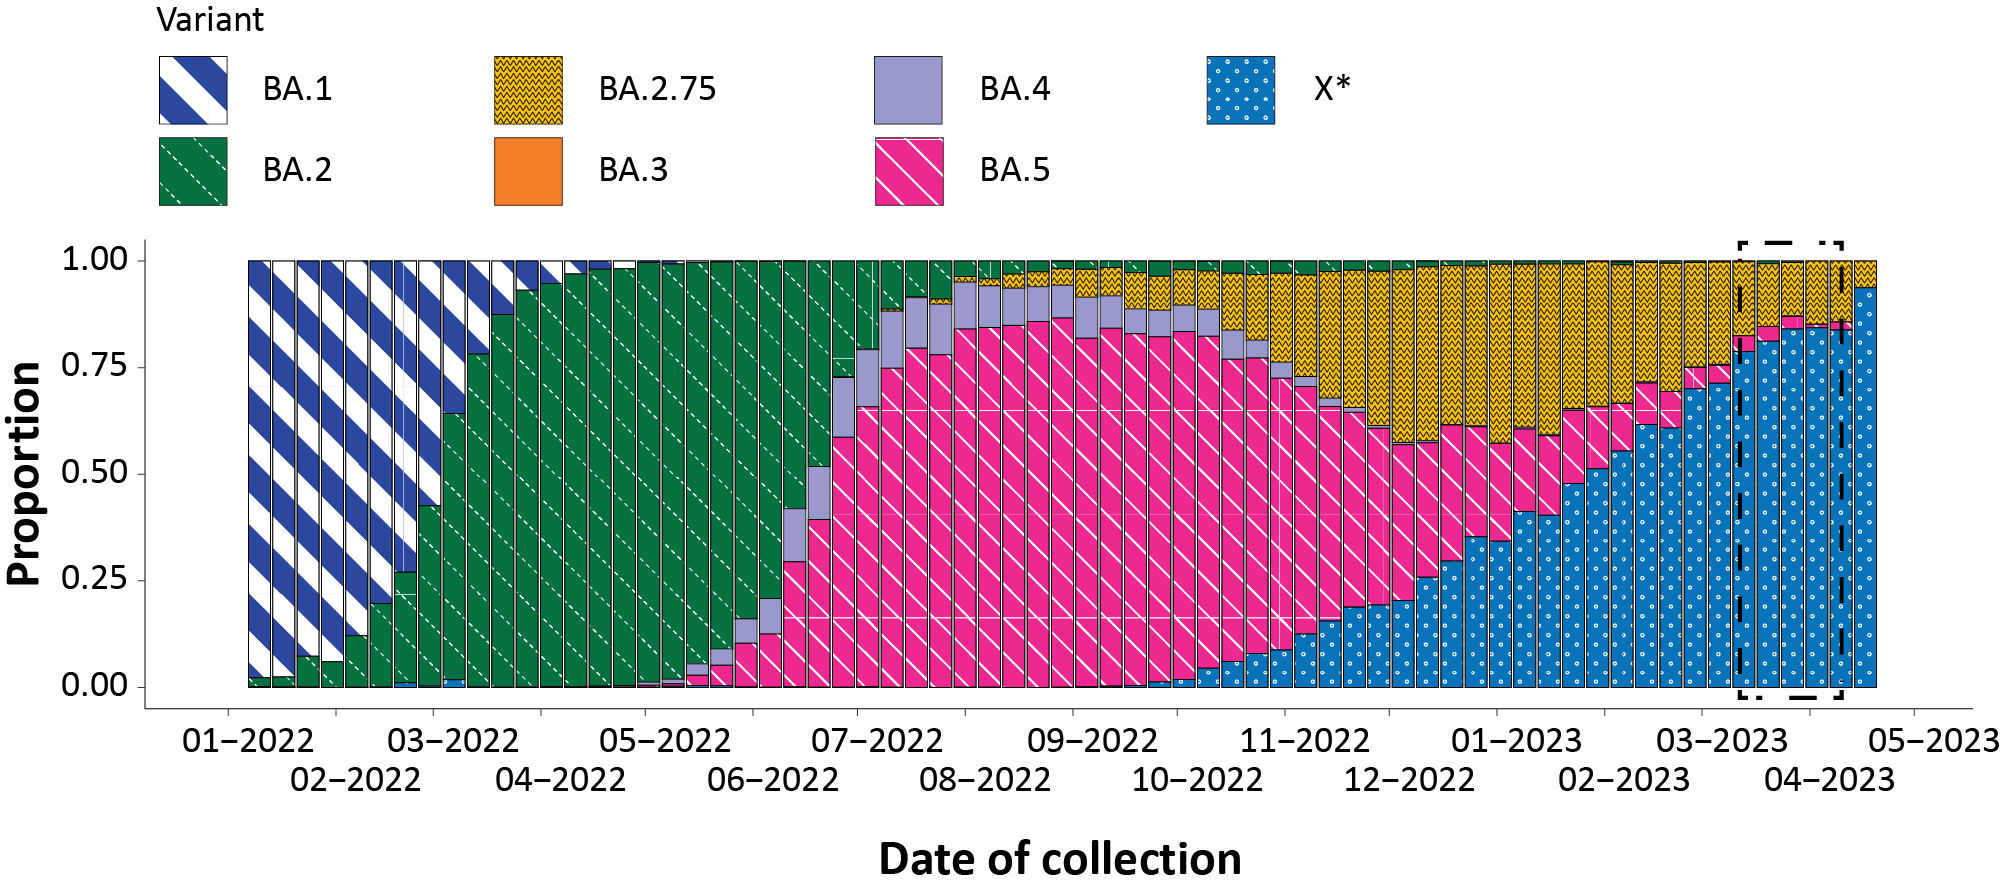 Variant
BA.1 BA.2.75 BA.4 X*
BA.2 BA.3 BA.5
Proportion
1.00
0.75
0.50
0.25
0.00
01−2022 03−2022 05−2022 07−2022 09−2022 11−2022 01−2023 03−2023 05−2023
02−2022 04−2022 06−2022 08−2022 10−2022 12−2022 02−2023 04−2023
Date of collection